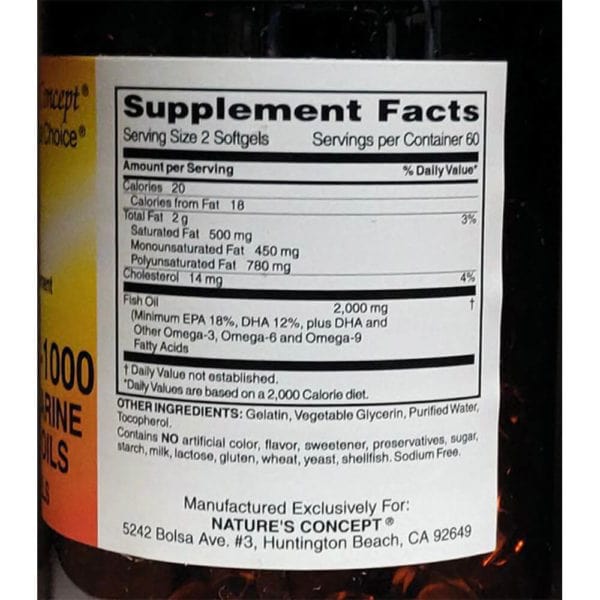 ncept®
Choice®
Supplement Facts
Serving Size 2 Softgels Servings per Container 60
Amount per Serving % Daily Value*
Calories 20
Calories from Fat 18
Total Fat 2 g 3%
Saturated Fat 500 mg
Monounsaturated Fat 450 mg
Polyunsaturated Fat 780 mg
Cholesterol 14 mg 4%
Fish Oil 2,000 mg †
(Minimum EPA 18%, DHA 12%, plus DHA and
Other Omega-3, Omega-6 and Omega-9
Fatty Acids
† Daily Value not established.
*Daily Values are based on a 2,000 Calorie diet.
OTHER INGREDIENTS: Gelatin, Vegetable Glycerin, Purified Water,
Tocopherol.
Contains NO artificial color, flavor, sweetener, preservatives, sugar,
starch, milk, lactose, gluten, wheat, yeast, shellfish. Sodium Free.
Manufactured Exclusively For:
NATURE'S CONCEPT®
5242 Bolsa Ave. #3, Huntington Beach, CA 92649
-1000
RINE
OILS
LS